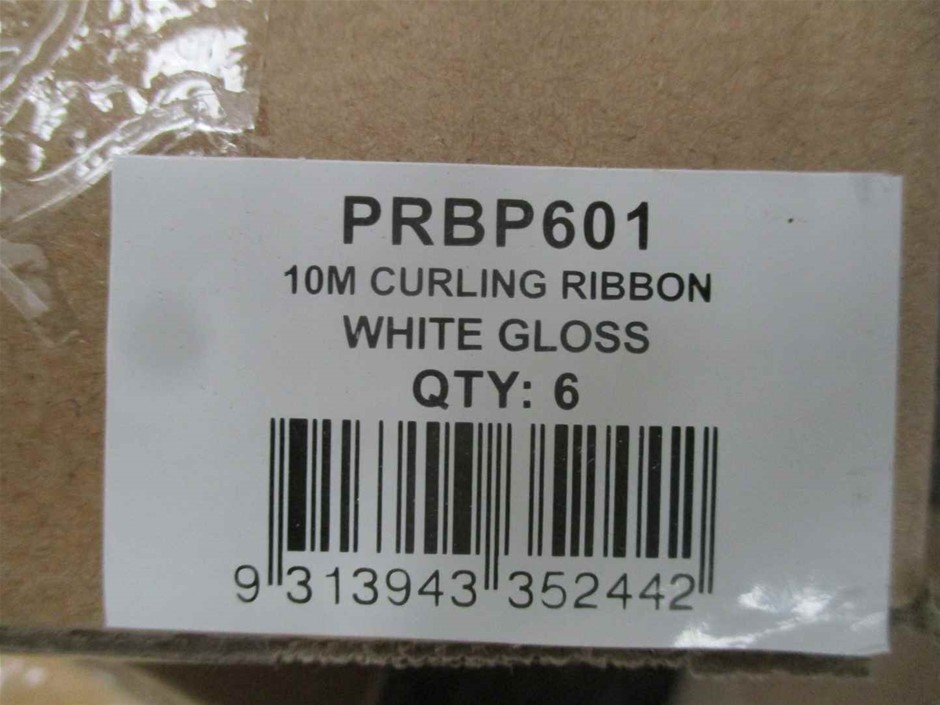 PRBP601
10M CURLING RIBBON
WHITE GLOSS
QTY: 6
9 313943 352442